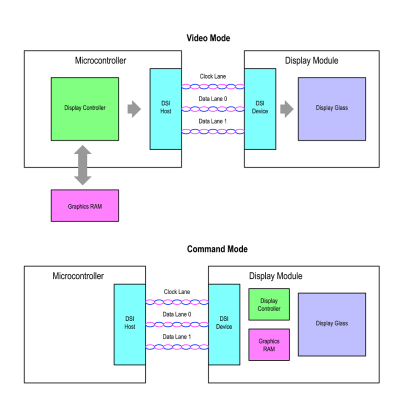 Video Mode
Microcontroller
Display Module
Display Controller
DSI
Host
Clock Lane
Data Lane 0
Data Lane 1
DSI
Device
Display Glass
Graphics RAM
Command Mode
Microcontroller
Display Module
DSI
Host
Clock Lane
Data Lane 0
Data Lane 1
DSI
Device
Display
Controller
Graphics
RAM
Display Glass